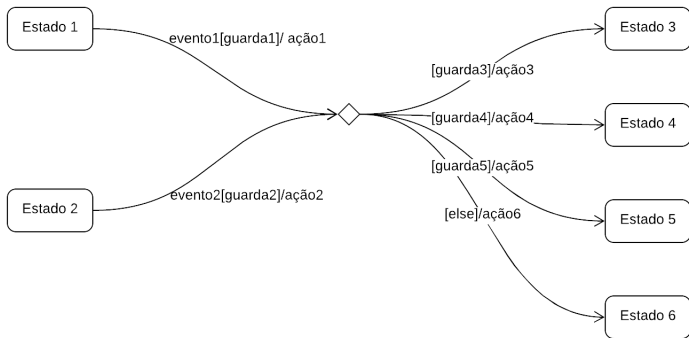 Estado 1
Estado 3
evento1[guarda1]/ ação1
[guarda3]/ação3
[guarda4]/ação4
Estado 4
[guarda5]/ação5
evento2[guarda2]/ação2
Estado 2
[else]/ação6
Estado 5
Estado 6